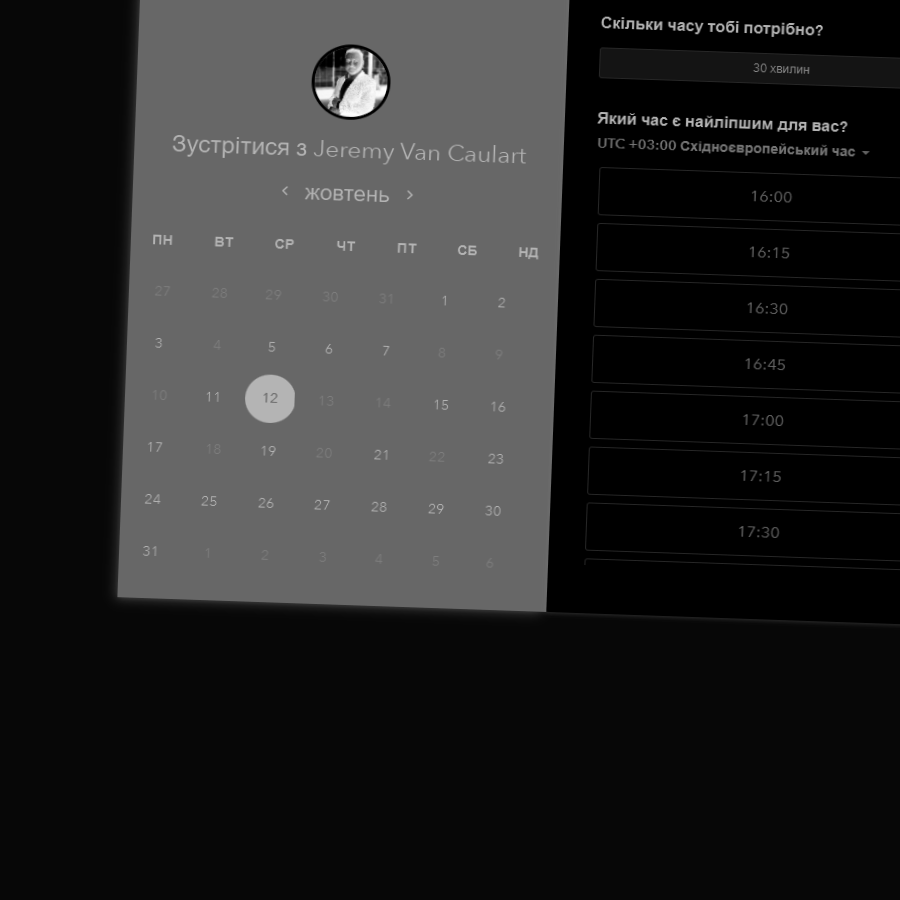 Зустрітися з Jeremy Van Caulart
‹ жовтень ›
ПН ВТ СР ЧТ ПТ СБ НД
27 28 29 30 31 1 2
3 4 5 6 7 8 9
10 11 12 13 14 15 16
17 18 19 20 21 22 23
24 25 26 27 28 29 30
31 1 2 3 4 5 6
Скільки часу тобі потрібно?
30 хвилин
Який час є найліпшим для вас?
UTC +03:00 Східноєвропейський час
16:00
16:15
16:30
16:45
17:00
17:15
17:30